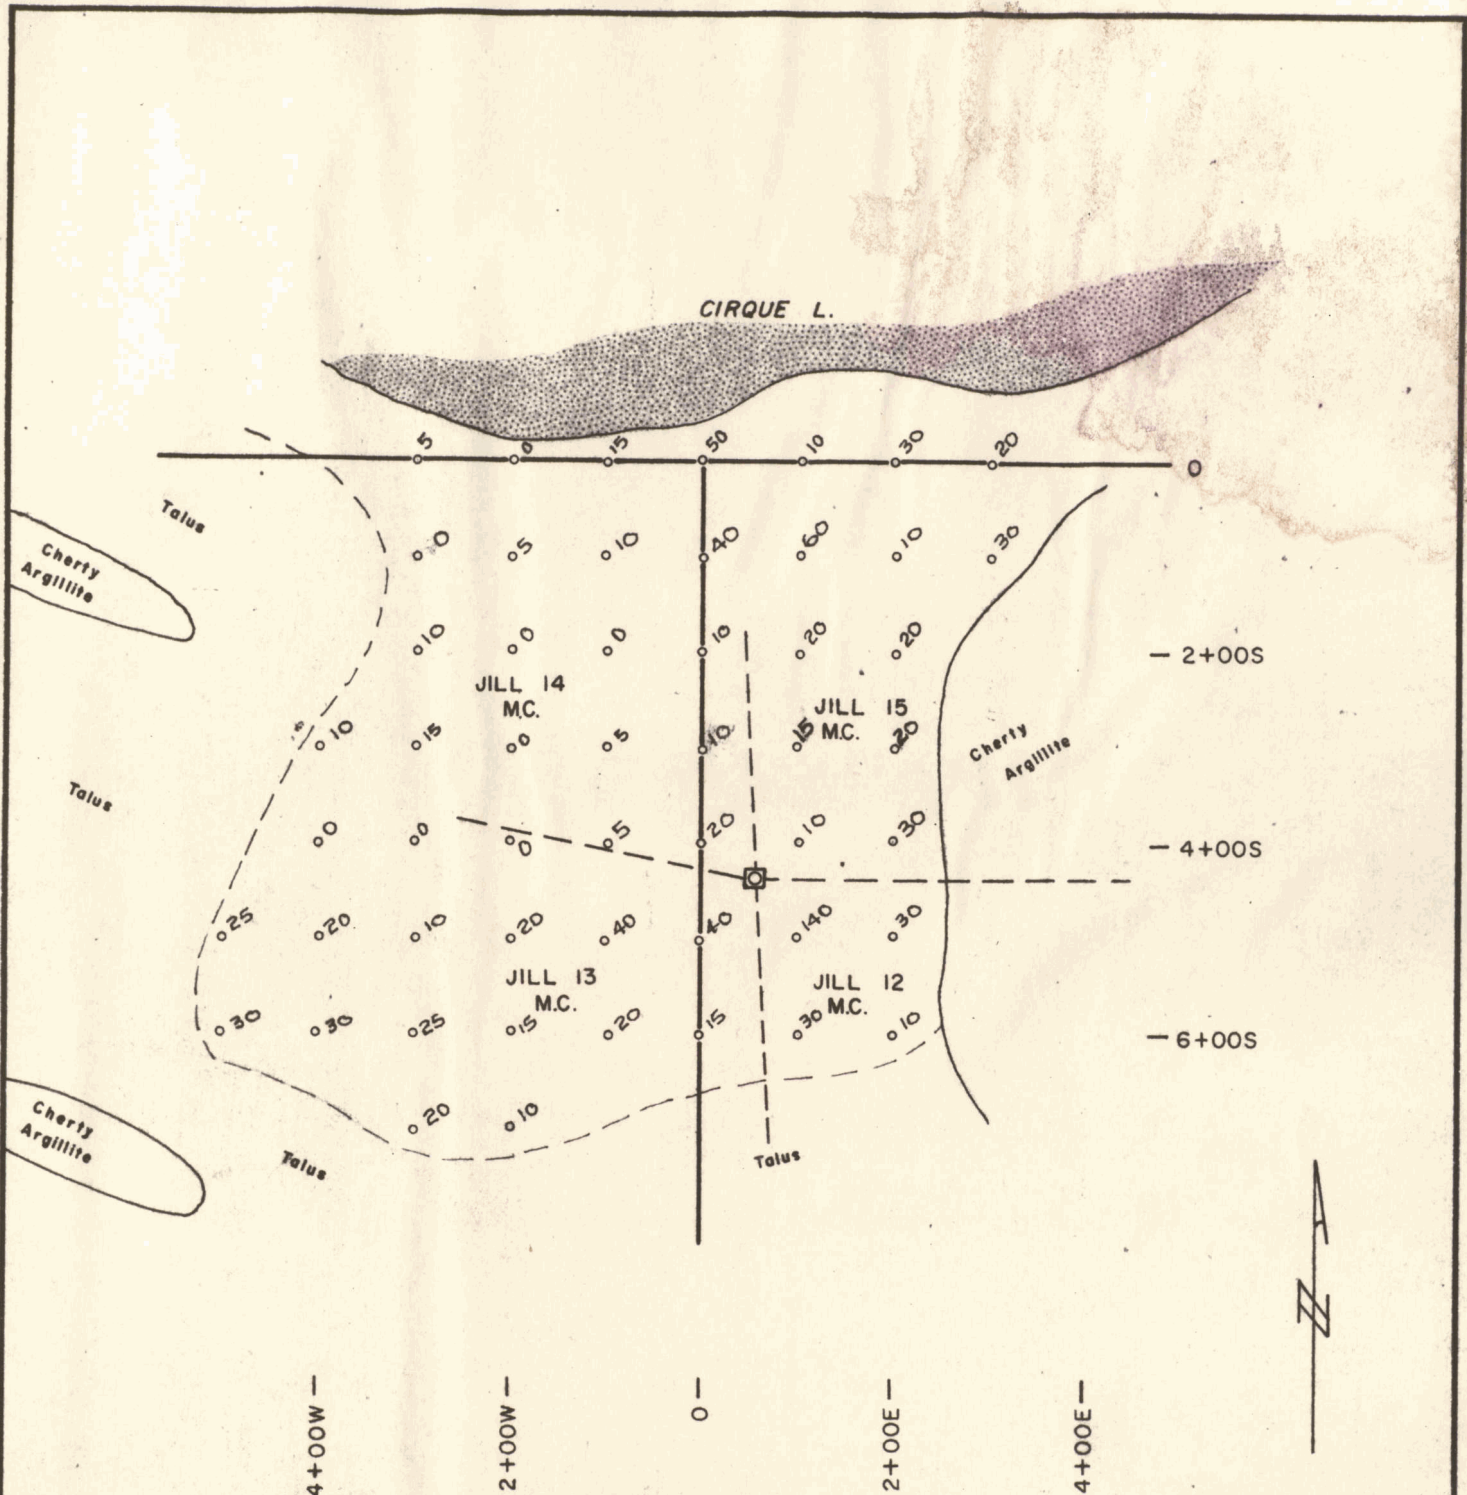 CIRQUE L.
5 0 15 50 10 30 20
0
Talus
0 5 10 40 60 10 30
Cherty
Argillite
10 0 0 10 20 20
2+00S
JILL 14
M.C.
JILL 15
M.C.
10 15 0 5 10 15 20
Cherty
Argillite
Talus
0 0 0 5 20 10 30
4+00S
25 20 10 20 40 40 140 30
JILL 13
M.C.
JILL 12
M.C.
30 30 25 15 20 15 30 10
6+00S
Cherty
Argillite
20 10
Talus
Talus
N
4+00W
2+00W
0
2+00E
4+00E